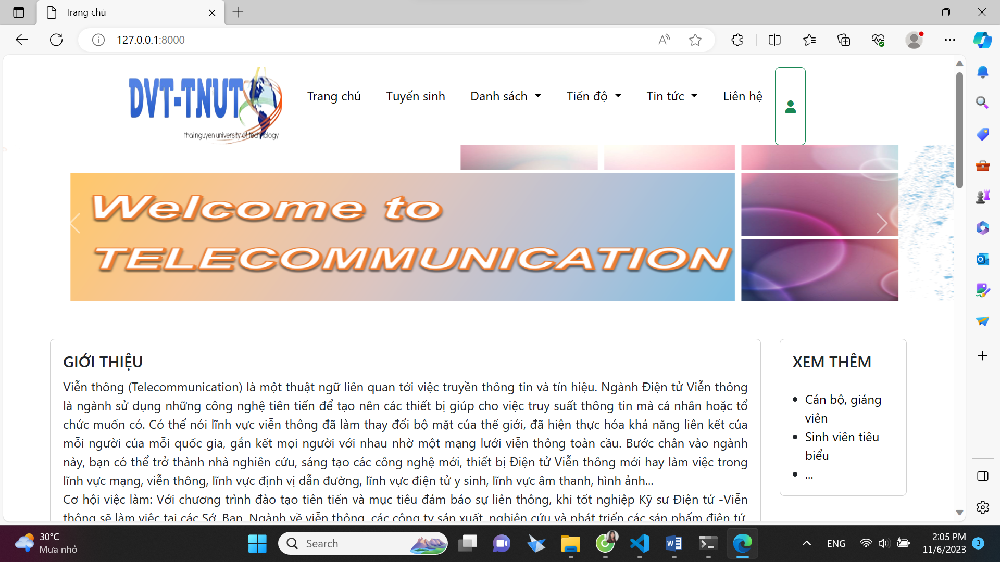 Trang chủ
127.0.0.1:8000
DVT-TNUT
thai nguyen university of technology
Trang chủ
Tuyển sinh
Danh sách
Tiến độ
Tin tức
Liên hệ
Welcome to
TELECOMMUNICATION
GIỚI THIỆU
Viễn thông (Telecommunication) là một thuật ngữ liên quan tới việc truyền thông tin và tín hiệu. Ngành Điện tử Viễn thông
là ngành sử dụng những công nghệ tiên tiến để tạo nên các thiết bị giúp cho việc truy suất thông tin mà cá nhân hoặc tổ
chức muốn có. Có thể nói lĩnh vực viễn thông đã làm thay đổi bộ mặt của thế giới, đã hiện thực hóa khả năng liên kết của
mỗi người của mỗi quốc gia, gắn kết mọi người với nhau nhờ một mạng lưới viễn thông toàn cầu. Bước chân vào ngành
này, bạn có thể trở thành nhà nghiên cứu, sáng tạo các công nghệ mới, thiết bị Điện tử Viễn thông mới hay làm việc trong
lĩnh vực mạng, viễn thông, lĩnh vực định vị dẫn đường, lĩnh vực điện tử y sinh, lĩnh vực âm thanh, hình ảnh...
Cơ hội việc làm: Với chương trình đào tạo tiên tiến và mục tiêu đảm bảo sự liên thông, khi tốt nghiệp Kỹ sư Điện tử -Viễn
thông sẽ làm việc tại các Sở, Ban, Ngành về viễn thông, các công ty sản xuất, nghiên cứu và phát triển các sản phẩm điện tử,
XEM THÊM
Cán bộ, giảng
viên
Sinh viên tiêu
biểu
...
30°C
Mưa nhỏ
Search
ENG
2:05 PM
11/6/2023
3